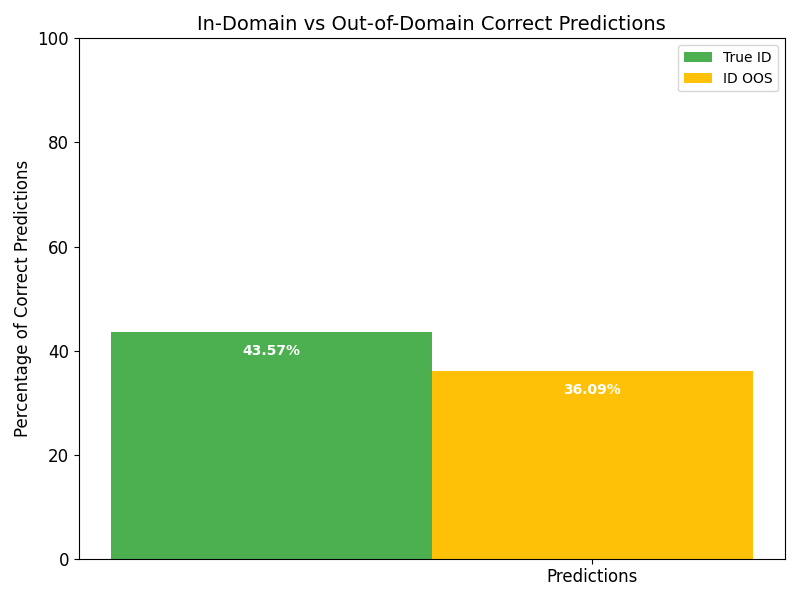 In-Domain vs Out-of-Domain Correct Predictions
True ID
ID OOS
Percentage of Correct Predictions
100
80
60
40
20
0
43.57%
36.09%
Predictions